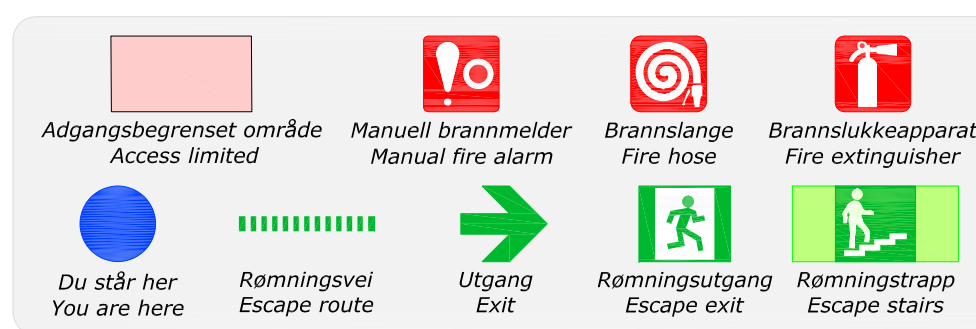 Adgangsbegrenset område
Access limited
Manuell brannmelder
Manual fire alarm
Brannslange
Fire hose
Brannslukkeapparat
Fire extinguisher
Du står her
You are here
Rømningsvei
Escape route
Utgang
Exit
Rømningsutgang
Escape exit
Rømningstrapp
Escape stairs